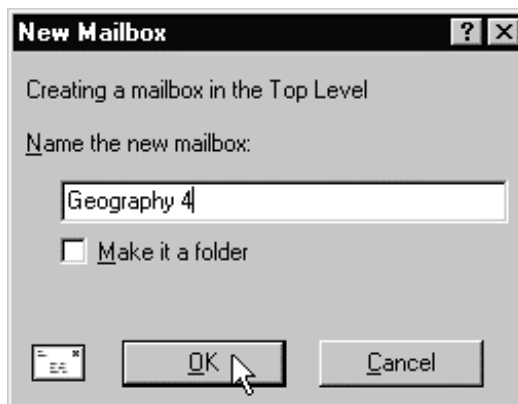 New Mailbox
Creating a mailbox in the Top Level
Name the new mailbox:
Geography 4
Make it a folder
OK Cancel